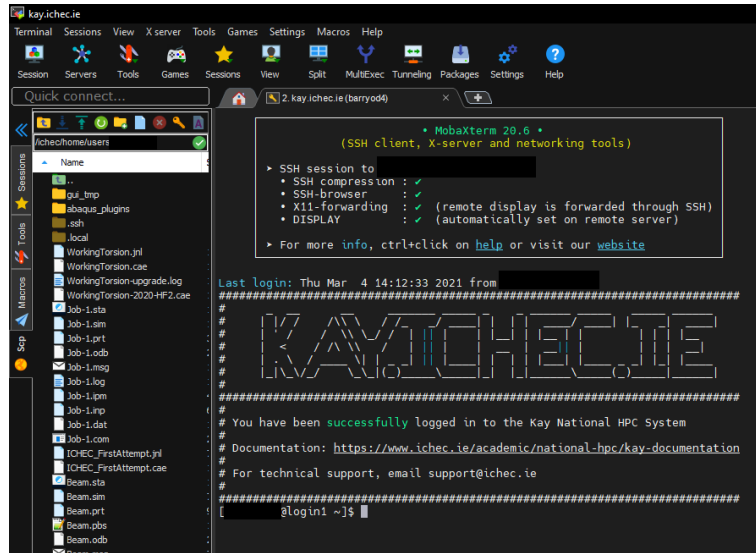 kay.ichec.ie
Terminal Sessions View X server Tools Games Settings Macros Help
Session Servers Tools Games Sessions View Split MultiExec Tunneling Packages Settings Help
Quick connect...
2. kay.ichec.ie (barryod4)
/ichec/home/users
Name
..
gui_tmp
abaqus_plugins
.ssh
.local
WorkingTorsion.jnl
WorkingTorsion.cae
WorkingTorsion-upgrade.log
WorkingTorsion-2020-HF2.cae
Job-1.sta
Job-1.sim
Job-1.prt
Job-1.odb
Job-1.msg
Job-1.log
Job-1.ipm
Job-1.inp
Job-1.dat
Job-1.com
ICHEC_FirstAttempt.jnl
ICHEC_FirstAttempt.cae
Beam.sta
Beam.sim
Beam.prt
Beam.pbs
Beam.odb
Sessions
Tools
Macros
Scp
• MobaXterm 20.6 •
(SSH client, X-server and networking tools)
➤ SSH session to
• SSH compression : ✔
• SSH-browser : ✔
• X11-forwarding : ✔ (remote display is forwarded through SSH)
• DISPLAY : ✔ (automatically set on remote server)
➤ For more info, ctrl+click on help or visit our website
Last login: Thu Mar 4 14:12:33 2021 from
KAY.ICHEC.IE
# You have been successfully logged in to the Kay National HPC System
#
# Documentation: https://www.ichec.ie/academic/national-hpc/kay-documentation
#
# For technical support, email support@ichec.ie
#
[ @login1 ~]$